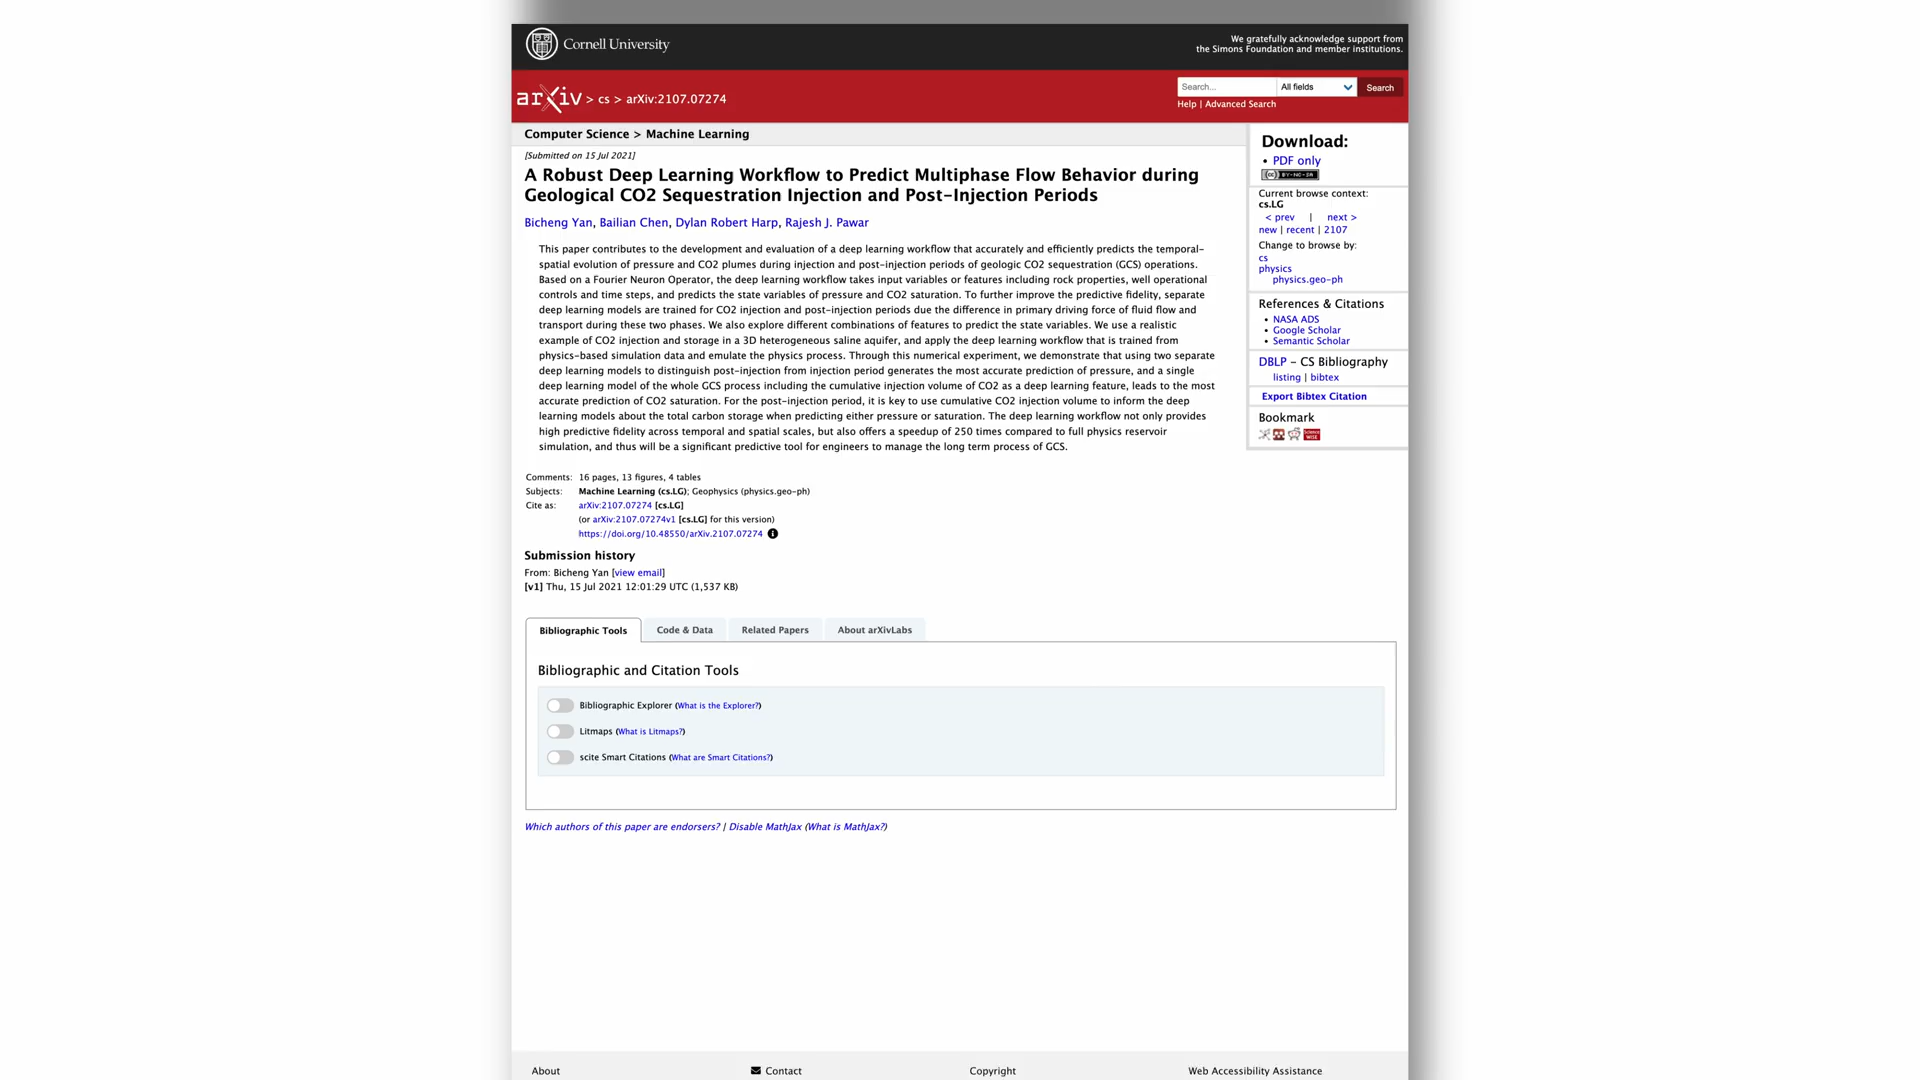 Cornell University
We gratefully acknowledge support from
the Simons Foundation and member institutions.
arXiv > cs > arXiv:2107.07274
Search...
All fields
Search
Help | Advanced Search
Computer Science > Machine Learning
[Submitted on 15 Jul 2021]
A Robust Deep Learning Workflow to Predict Multiphase Flow Behavior during
Geological CO2 Sequestration Injection and Post-Injection Periods
Bicheng Yan, Bailian Chen, Dylan Robert Harp, Rajesh J. Pawar
This paper contributes to the development and evaluation of a deep learning workflow that accurately and efficiently predicts the temporal-
spatial evolution of pressure and CO2 plumes during injection and post-injection periods of geologic CO2 sequestration (GCS) operations.
Based on a Fourier Neuron Operator, the deep learning workflow takes input variables or features including rock properties, well operational
controls and time steps, and predicts the state variables of pressure and CO2 saturation. To further improve the predictive fidelity, separate
deep learning models are trained for CO2 injection and post-injection periods due the difference in primary driving force of fluid flow and
transport during these two phases. We also explore different combinations of features to predict the state variables. We use a realistic
example of CO2 injection and storage in a 3D heterogeneous saline aquifer, and apply the deep learning workflow that is trained from
physics-based simulation data and emulate the physics process. Through this numerical experiment, we demonstrate that using two separate
deep learning models to distinguish post-injection from injection period generates the most accurate prediction of pressure, and a single
deep learning model of the whole GCS process including the cumulative injection volume of CO2 as a deep learning feature, leads to the most
accurate prediction of CO2 saturation. For the post-injection period, it is key to use cumulative CO2 injection volume to inform the deep
learning models about the total carbon storage when predicting either pressure or saturation. The deep learning workflow not only provides
high predictive fidelity across temporal and spatial scales, but also offers a speedup of 250 times compared to full physics reservoir
simulation, and thus will be a significant predictive tool for engineers to manage the long term process of GCS.
Comments: 16 pages, 13 figures, 4 tables
Subjects: Machine Learning (cs.LG); Geophysics (physics.geo-ph)
Cite as: arXiv:2107.07274 [cs.LG]
(or arXiv:2107.07274v1 [cs.LG] for this version)
https://doi.org/10.48550/arXiv.2107.07274
Submission history
From: Bicheng Yan [view email]
[v1] Thu, 15 Jul 2021 12:01:29 UTC (1,537 KB)
Download:
• PDF only
(cc) BY-NC-SA
Current browse context:
cs.LG
< prev | next >
new | recent | 2107
Change to browse by:
cs
physics
physics.geo-ph
References & Citations
• NASA ADS
• Google Scholar
• Semantic Scholar
DBLP - CS Bibliography
listing | bibtex
Export Bibtex Citation
Bookmark
Science
WISE
Bibliographic Tools
Code & Data
Related Papers
About arXivLabs
Bibliographic and Citation Tools
Bibliographic Explorer (What is the Explorer?)
Litmaps (What is Litmaps?)
scite Smart Citations (What are Smart Citations?)
Which authors of this paper are endorsers? | Disable MathJax (What is MathJax?)
About
Contact
Copyright
Web Accessibility Assistance